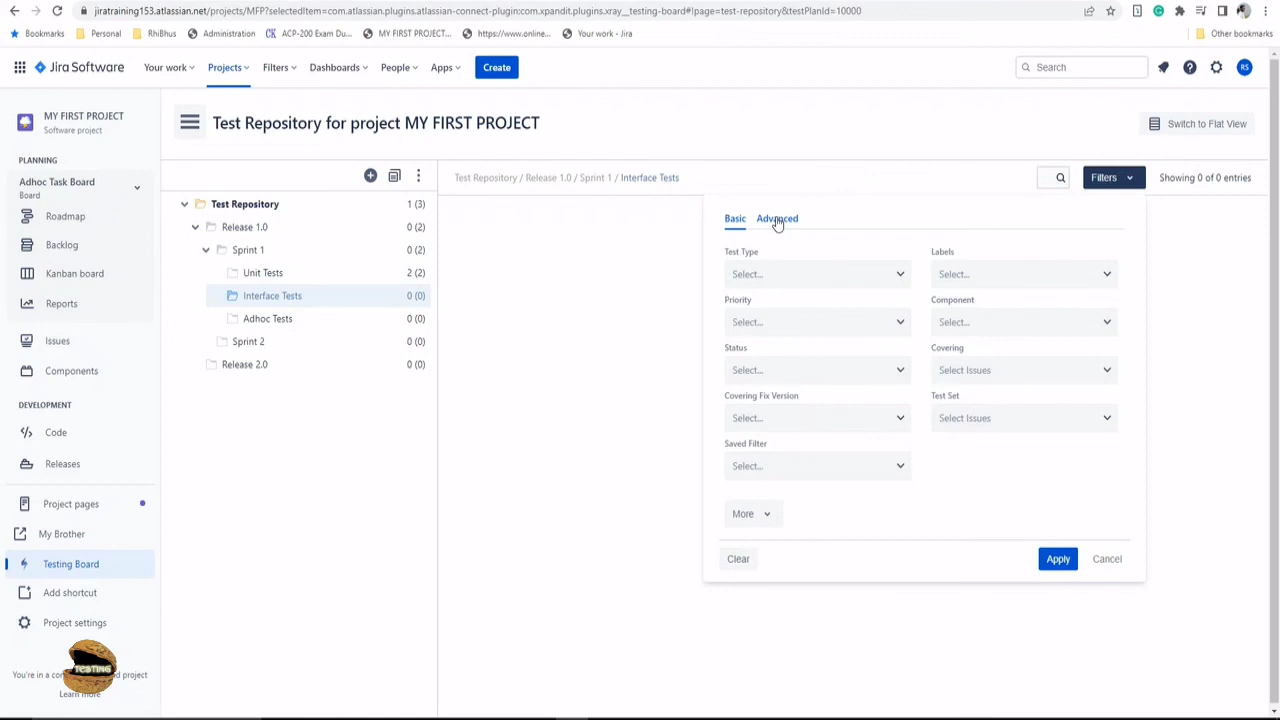 jiratraining153.atlassian.net/projects/MFP?selectedItem=com.atlassian.plugins.atlassian-connect-plugin:com.xpandit.plugins.xray__testing-board#!page=test-repository&testPlanId=10000
Bookmarks Personal RhiBhus Administration ACP-200 Exam Du... MY FIRST PROJECT... https://www.online... Your work - Jira Other bookmarks
Jira Software Your work Projects Filters Dashboards People Apps Create Search RS
MY FIRST PROJECT
Software project
Test Repository for project MY FIRST PROJECT
Switch to Flat View
PLANNING
Adhoc Task Board
Board
Roadmap
Backlog
Kanban board
Reports
Issues
Components
DEVELOPMENT
Code
Releases
Project pages
My Brother
Testing Board
Add shortcut
Project settings
TESTING
You're in a project
Learn more
Test Repository 1 (3)
Release 1.0 0 (2)
Sprint 1 0 (2)
Unit Tests 2 (2)
Interface Tests 0 (0)
Adhoc Tests 0 (0)
Sprint 2 0 (0)
Release 2.0 0 (0)
Test Repository / Release 1.0 / Sprint 1 / Interface Tests
Filters
Showing 0 of 0 entries
Basic Advanced
Test Type Labels
Select... Select...
Priority Component
Select... Select...
Status Covering
Select... Select Issues
Covering Fix Version Test Set
Select... Select Issues
Saved Filter
Select...
More
Clear Apply Cancel